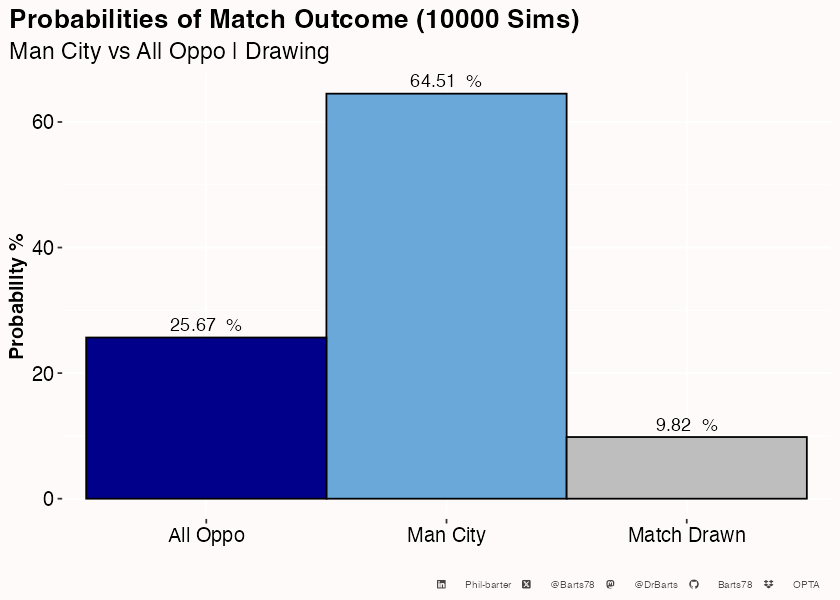 Probabilities of Match Outcome (10000 Sims)
Man City vs All Oppo | Drawing
64.51 %
60
Probability %
40
25.67 %
20
9.82 %
0
All Oppo Man City Match Drawn
Phil-barter @Barts78 @DrBarts Barts78 OPTA